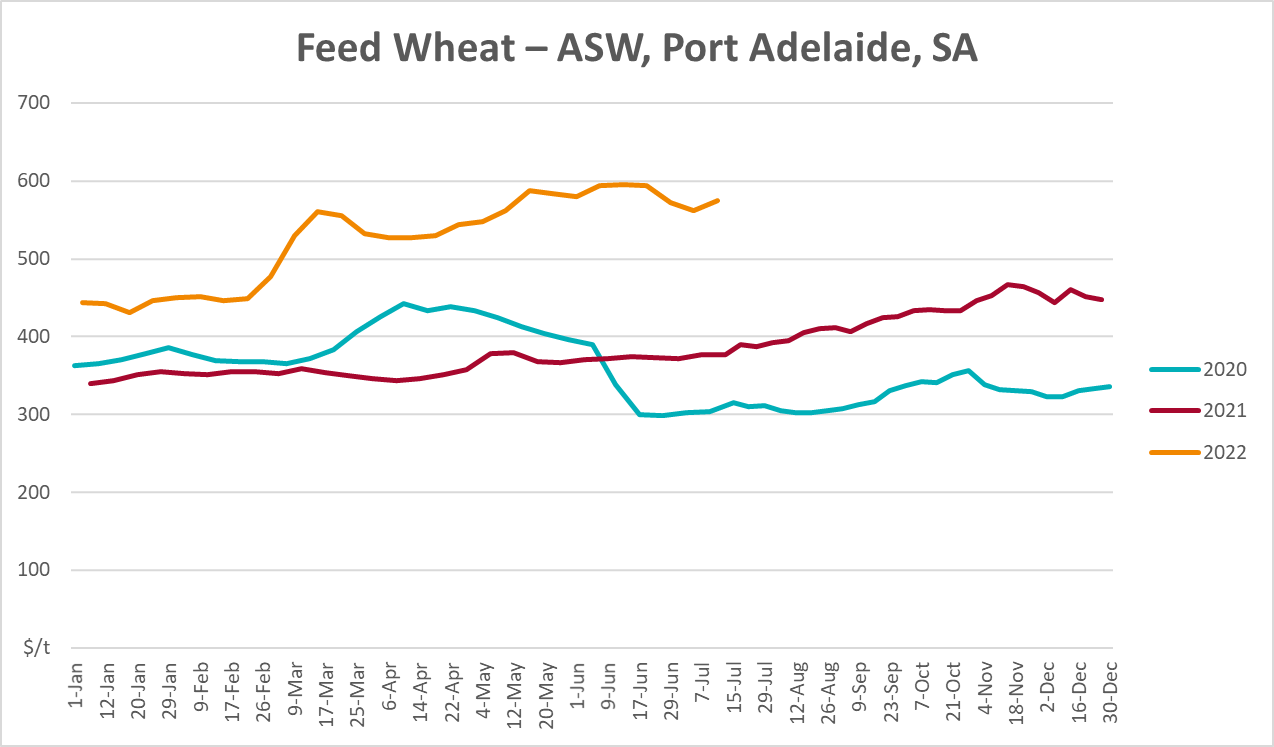 Feed Wheat – ASW, Port Adelaide, SA
700
600
500
400
300
200
100
$/t
1-Jan
12-Jan
20-Jan
29-Jan
9-Feb
17-Feb
26-Feb
9-Mar
17-Mar
25-Mar
6-Apr
14-Apr
22-Apr
4-May
12-May
20-May
1-Jun
9-Jun
17-Jun
29-Jun
7-Jul
15-Jul
29-Jul
12-Aug
26-Aug
9-Sep
23-Sep
7-Oct
21-Oct
4-Nov
18-Nov
2-Dec
16-Dec
30-Dec
2020
2021
2022